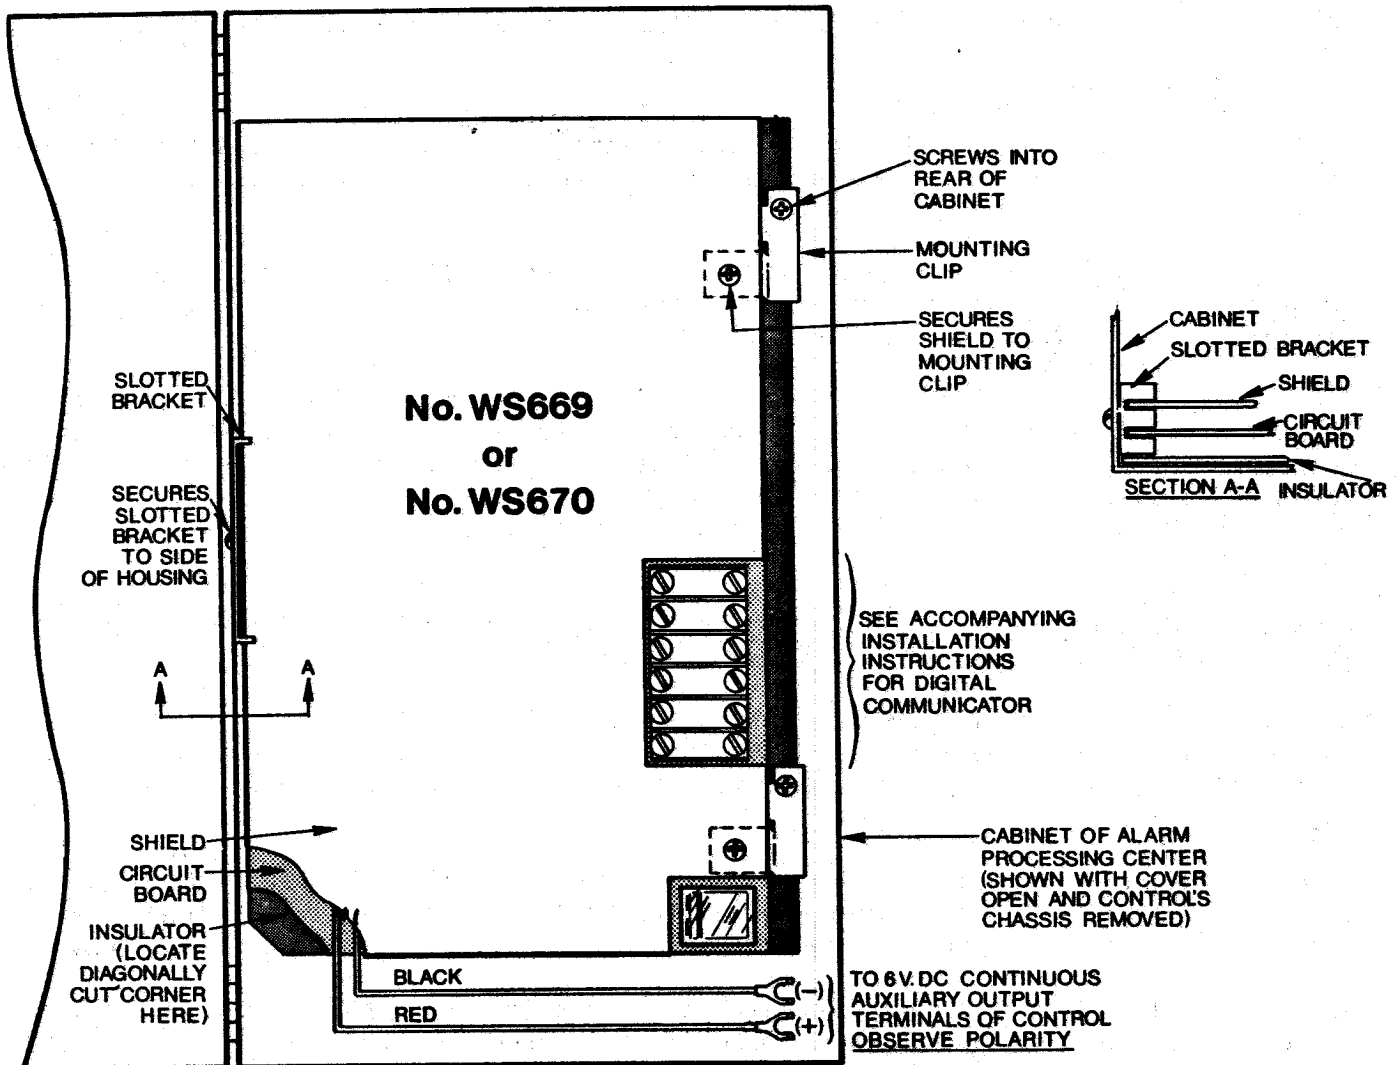 SCREWS INTO
REAR OF
CABINET
MOUNTING
CLIP
SECURES
SHIELD TO
MOUNTING
CLIP
CABINET
SLOTTED BRACKET
SHIELD
CIRCUIT
BOARD
SECTION A-A
INSULATOR
SLOTTED
BRACKET
No. WS669
or
No. WS670
SECURES
SLOTTED
BRACKET
TO SIDE
OF HOUSING
A
A
SEE ACCOMPANYING
INSTALLATION
INSTRUCTIONS
FOR DIGITAL
COMMUNICATOR
SHIELD
CIRCUIT
BOARD
INSULATOR
(LOCATE
DIAGONALLY
CUT CORNER
HERE)
CABINET OF ALARM
PROCESSING CENTER
(SHOWN WITH COVER
OPEN AND CONTROL'S
CHASSIS REMOVED)
BLACK
(-)
RED
(+)
TO 6V. DC CONTINUOUS
AUXILIARY OUTPUT
TERMINALS OF CONTROL
OBSERVE POLARITY